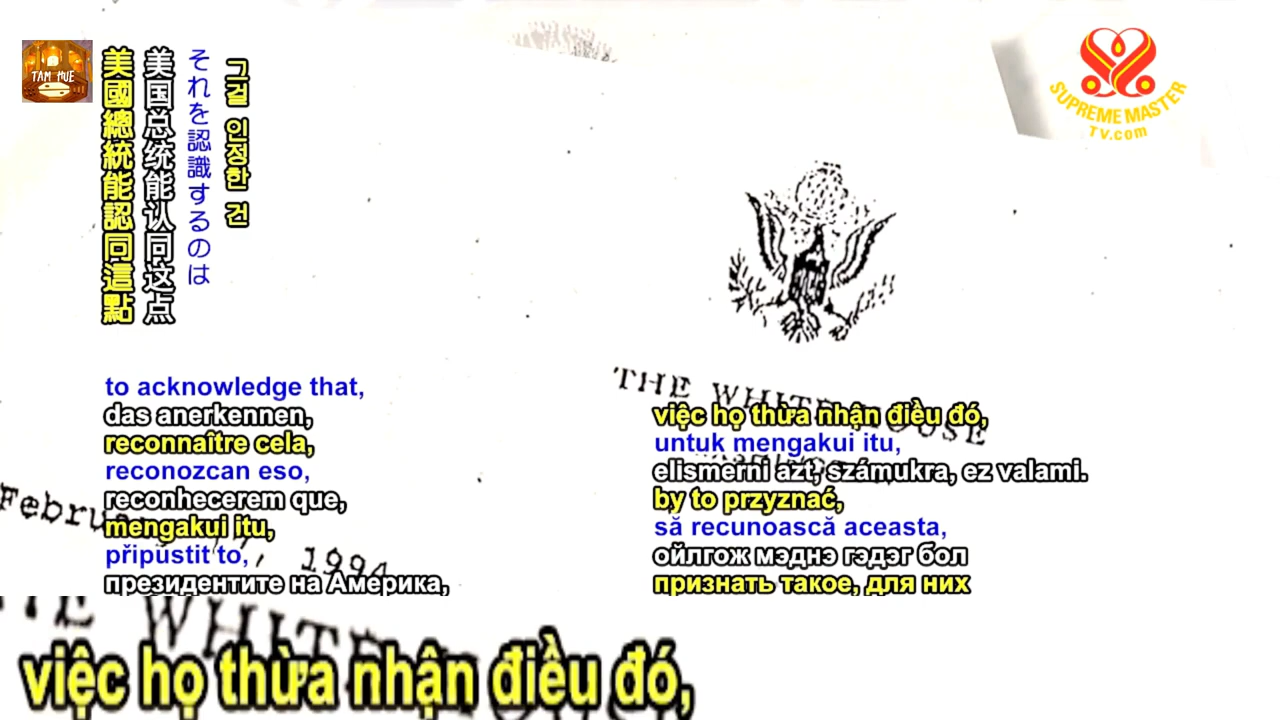 TAM HUE
美國總統能認同這點
美国总统能认同这点
それを認識するのは
그걸 인정한 건
SUPREME MASTER
TV.com
THE WHITE HOUSE
to acknowledge that,
das anerkennen,
reconnaître cela,
reconozcan eso,
reconhecerem que,
mengakui itu,
připustit to,
президентите на Америка,
việc họ thừa nhận điều đó,
untuk mengakui itu,
elismerni azt, számukra, ez valami.
by to przyznać,
să recunoască aceasta,
ойлгож мэднэ гэдэг бол
признать такое, для них
1994
THE WHITE
việc họ thừa nhận điều đó,